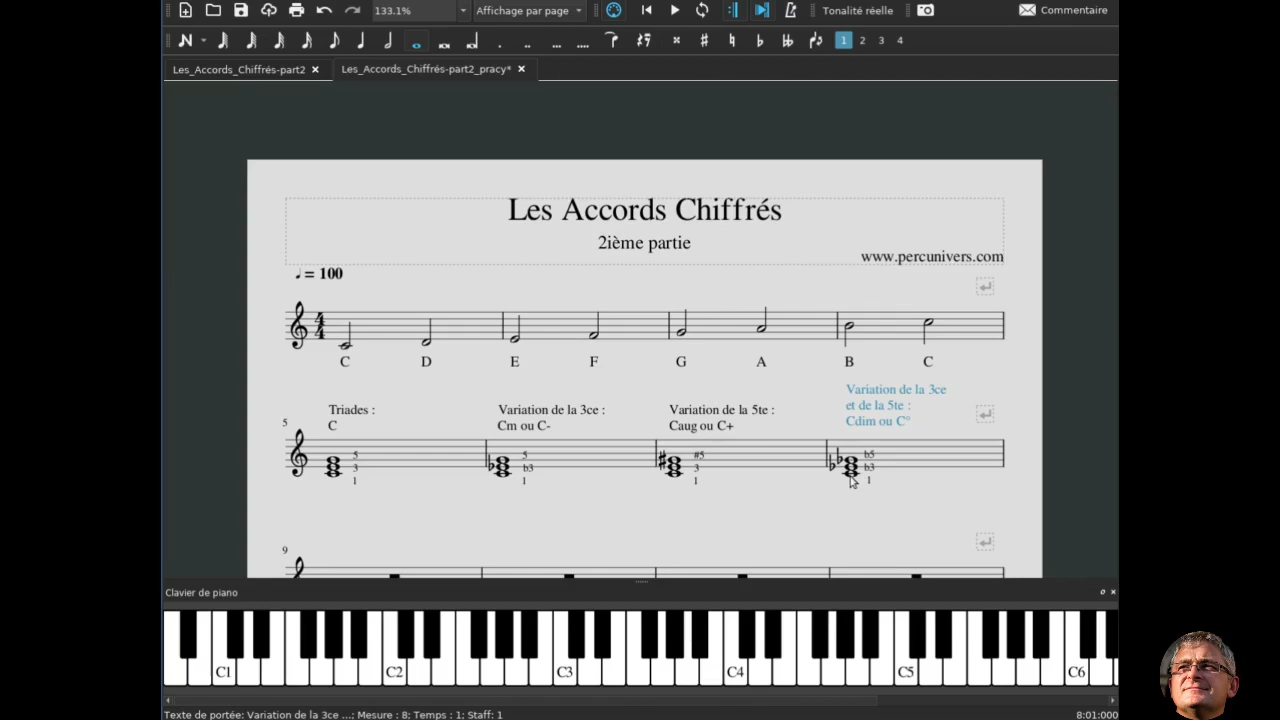 133.1%
Affichage par page
Tonalité réelle
Commentaire
1 2 3 4
Les_Accords_Chiffrés-part2
Les_Accords_Chiffrés-part2_pracy*
Les Accords Chiffrés
2ième partie
www.percunivers.com
= 100
4
4
C D E F G A B C
Triades :
C
Variation de la 3ce :
Cm ou C-
Variation de la 5te :
Caug ou C+
Variation de la 3ce
et de la 5te :
Cdim ou C°
5
5
3
1
5
b3
1
#5
3
1
b5
b3
1
9
Clavier de piano
C1 C2 C3 C4 C5 C6
Texte de portée; Variation de la 3ce ...; Mesure : 8; Temps : 1; Staff: 1
8:01:000